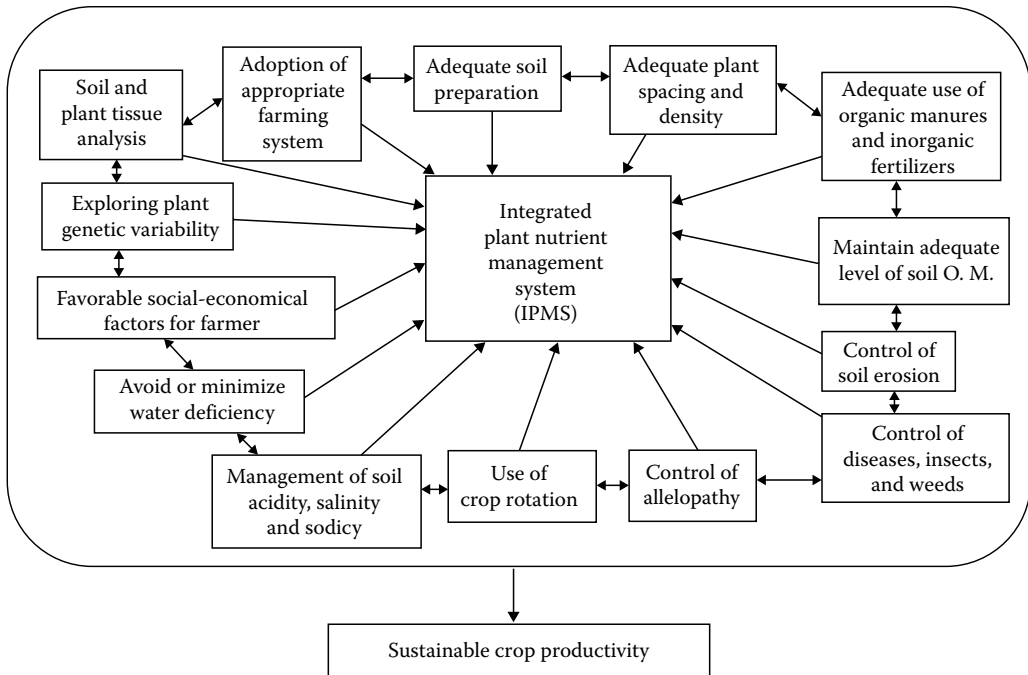 Soil and
plant tissue
analysis
Adoption of
appropriate
farming
system
Adequate soil
preparation
Adequate plant
spacing and
density
Adequate use of
organic manures
and inorganic
fertilizers
Exploring plant
genetic variability
Integrated
plant nutrient
management
system
(IPMS)
Maintain adequate
level of soil O. M.
Favorable social-economical
factors for farmer
Control of
soil erosion
Avoid or minimize
water deficiency
Control of
diseases, insects,
and weeds
Management of soil
acidity, salinity
and sodicy
Use of
crop rotation
Control of
allelopathy
Sustainable crop productivity